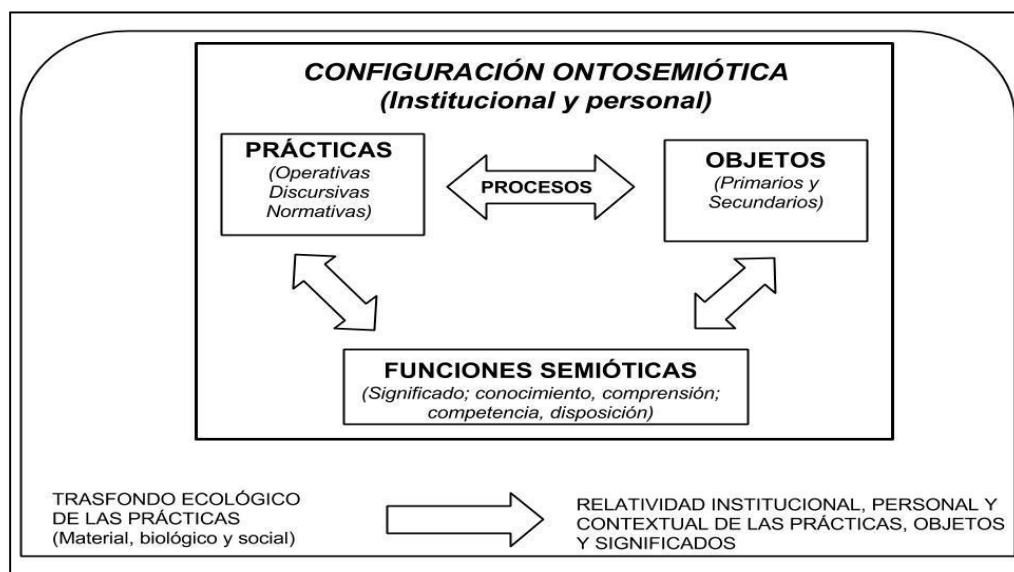 CONFIGURACIÓN ONTOSEMIÓTICA
(Institucional y personal)
PRÁCTICAS
(Operativas
Discursivas
Normativas)
PROCESOS
OBJETOS
(Primarios y
Secundarios)
FUNCIONES SEMIÓTICAS
(Significado; conocimiento, comprensión;
competencia, disposición)
TRASFONDO ECOLÓGICO
DE LAS PRÁCTICAS
(Material, biológico y social)
RELATIVIDAD INSTITUCIONAL, PERSONAL Y
CONTEXTUAL DE LAS PRÁCTICAS, OBJETOS
Y SIGNIFICADOS